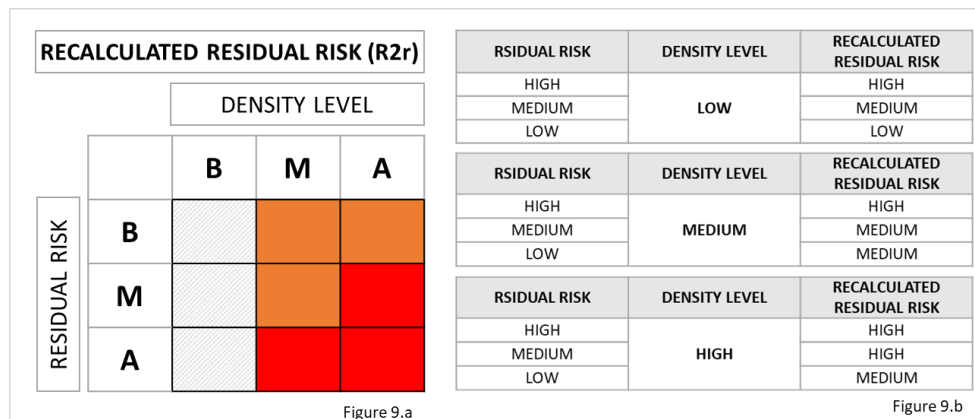 RECALCULATED RESIDUAL RISK (R2r)
DENSITY LEVEL
B M A
RESIDUAL RISK
B
M
A
Figure 9.a
RSIDUAL RISK DENSITY LEVEL RECALCULATED
RESIDUAL RISK
HIGH HIGH
MEDIUM LOW MEDIUM
LOW LOW
RSIDUAL RISK DENSITY LEVEL RECALCULATED
RESIDUAL RISK
HIGH HIGH
MEDIUM MEDIUM MEDIUM
LOW MEDIUM
RSIDUAL RISK DENSITY LEVEL RECALCULATED
RESIDUAL RISK
HIGH HIGH
MEDIUM HIGH HIGH
LOW MEDIUM
Figure 9.b